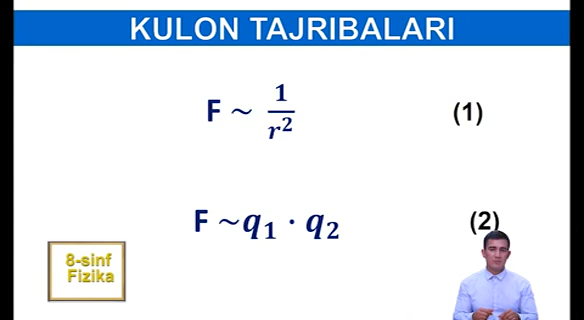 KULON TAJRIBALARI
F ~ 1/r² (1)
F ~q₁ · q₂ (2)
8-sinf
Fizika